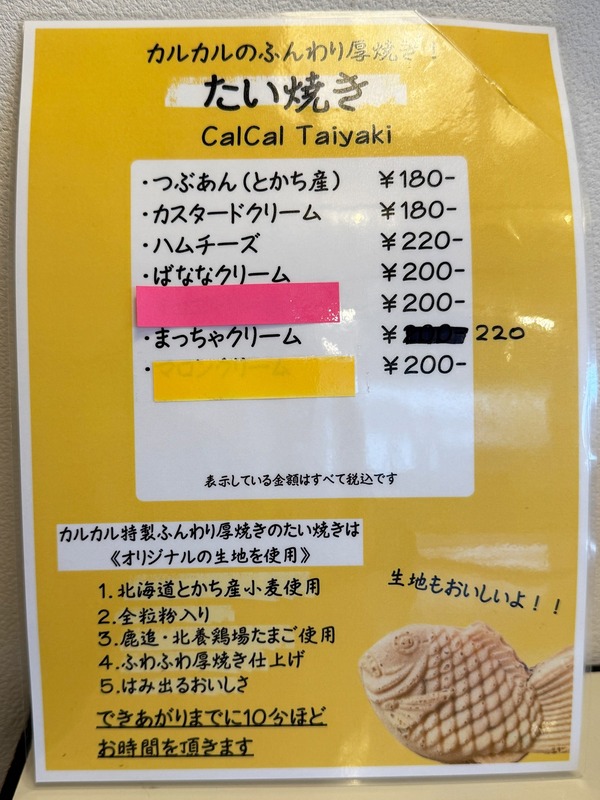 カルカルのふんわり厚焼き!
たい焼き
CalCal Taiyaki
・つぶあん(とかち産) ¥180-
・カスタードクリーム ¥180-
・ハムチーズ ¥220-
・ばななクリーム ¥200-
¥200-
・まっちゃクリーム ¥ 220
・マロンクリーム ¥200-
表示している金額はすべて税込です
カルカル特製ふんわり厚焼きのたい焼きは
《オリジナルの生地を使用》
生地もおいしいよ!!
1.北海道とかち産小麦使用
2.全粒粉入り
3.鹿追・北養鶏場たまご使用
4.ふわふわ厚焼き仕上げ
5.はみ出るおいしさ
できあがりまでに10分ほど
お時間を頂きます